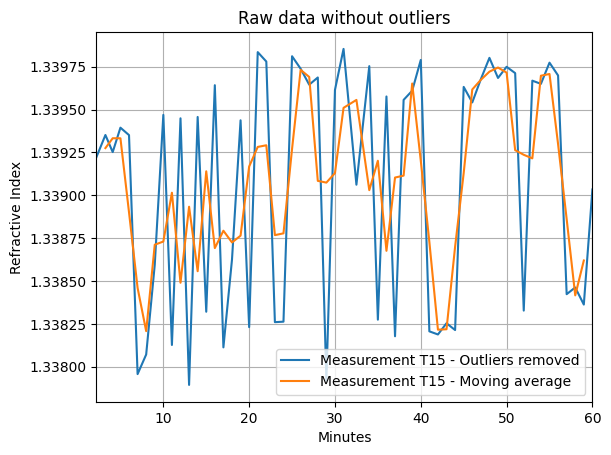 Raw data without outliers
Refractive Index
1.33975
1.33950
1.33925
1.33900
1.33875
1.33850
1.33825
1.33800
Measurement T15 - Outliers removed
Measurement T15 - Moving average
10
20
30
40
50
60
Minutes